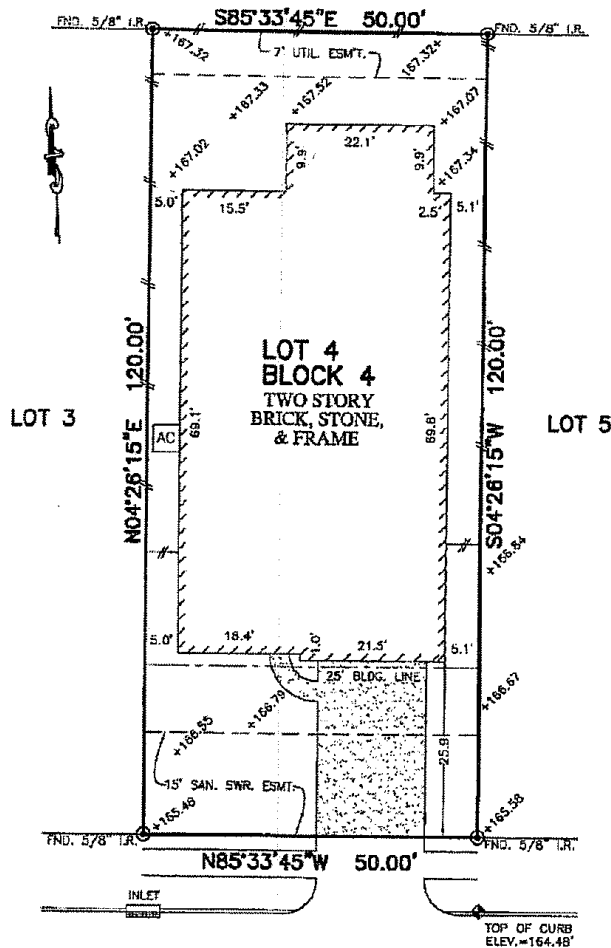 S85°33'45"E 50.00'
FND. 5/8" I.R.
FND. 5/8" I.R.
+167.32
7' UTIL. ESM'T.
167.32+
+167.33
+167.52
+167.07
22.1'
+167.02
9.9'
9.9'
+167.34
5.0'
15.5'
2.5'
5.1'
LOT 4
BLOCK 4
TWO STORY
BRICK, STONE,
& FRAME
N04°26'15"E 120.00'
S04°26'15"W 120.00'
LOT 3
LOT 5
AC
69.1'
69.8'
+166.84
5.0'
18.4'
1.0'
21.5'
5.1'
25' BLDG. LINE
+166.79
+166.67
+166.55
25.9
15' SAN. SWR. ESMT.
+165.48
+165.58
FND. 5/8" I.R.
FND. 5/8" I.R.
N85°33'45"W 50.00'
INLET
TOP OF CURB
ELEV.=164.48'